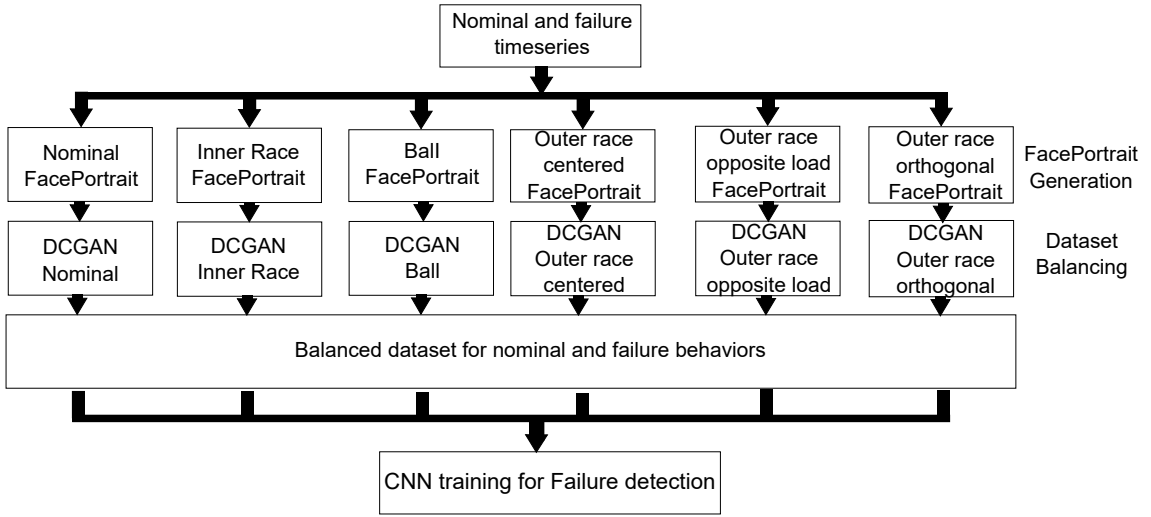 Nominal and failure
timeseries
Nominal
FacePortrait
Inner Race
FacePortrait
Ball
FacePortrait
Outer race
centered
FacePortrait
Outer race
opposite load
FacePortrait
Outer race
orthogonal
FacePortrait
FacePortrait
Generation
DCGAN
Nominal
DCGAN
Inner Race
DCGAN
Ball
DCGAN
Outer race
centered
DCGAN
Outer race
opposite load
DCGAN
Outer race
orthogonal
Dataset
Balancing
Balanced dataset for nominal and failure behaviors
CNN training for Failure detection